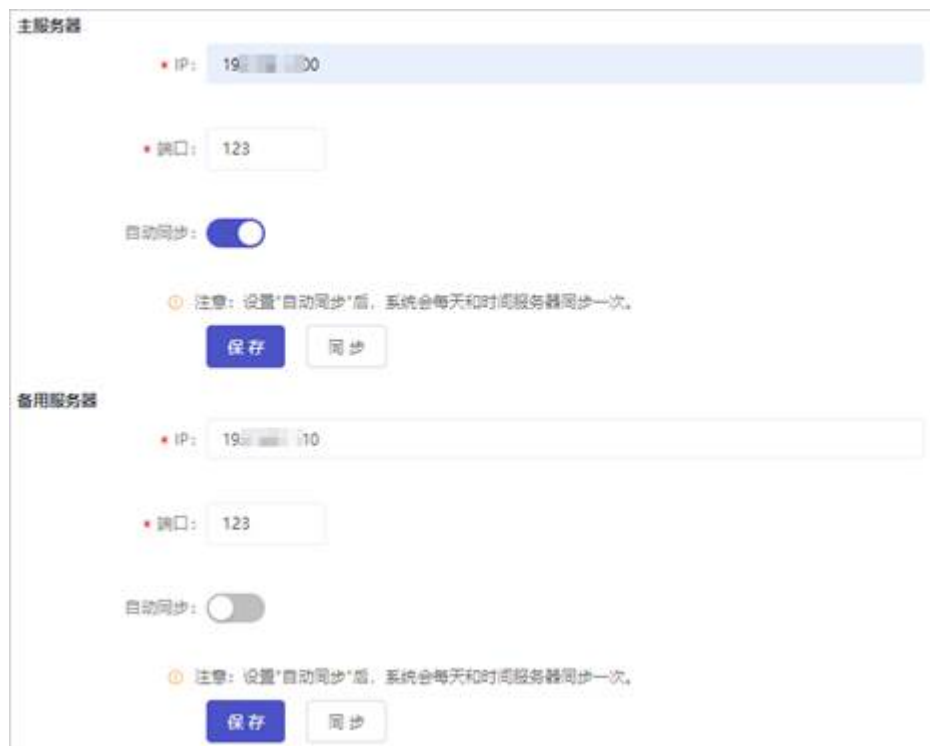 主服务器
* IP：
* 端口： 123
自动同步：
注意：设置"自动同步"后，系统会每天和时间服务器同步一次。
保存 同步
备用服务器
* IP：
* 端口： 123
自动同步：
注意：设置"自动同步"后，系统会每天和时间服务器同步一次。
保存 同步